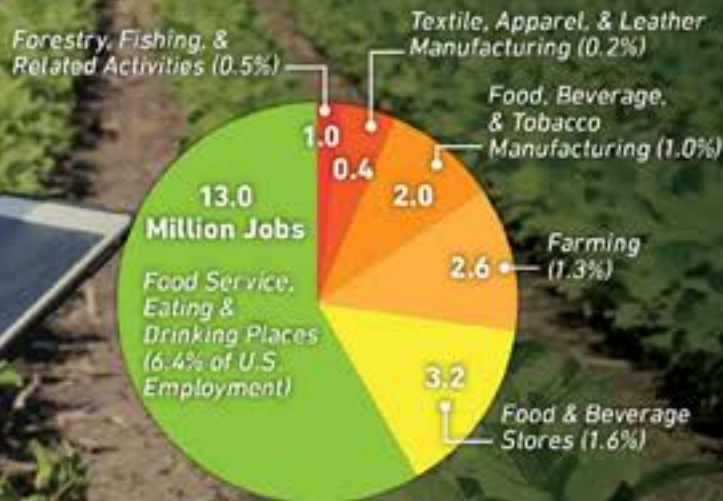 Forestry, Fishing, &
Related Activities (0.5%)
Textile, Apparel, & Leather
Manufacturing (0.2%)
Food, Beverage,
& Tobacco
Manufacturing (1.0%)
1.0
0.4
2.0
13.0
Million Jobs
Food Service,
Eating &
Drinking Places
(6.4% of U.S.
Employment)
2.6
Farming
(1.3%)
3.2
Food & Beverage
Stores (1.6%)